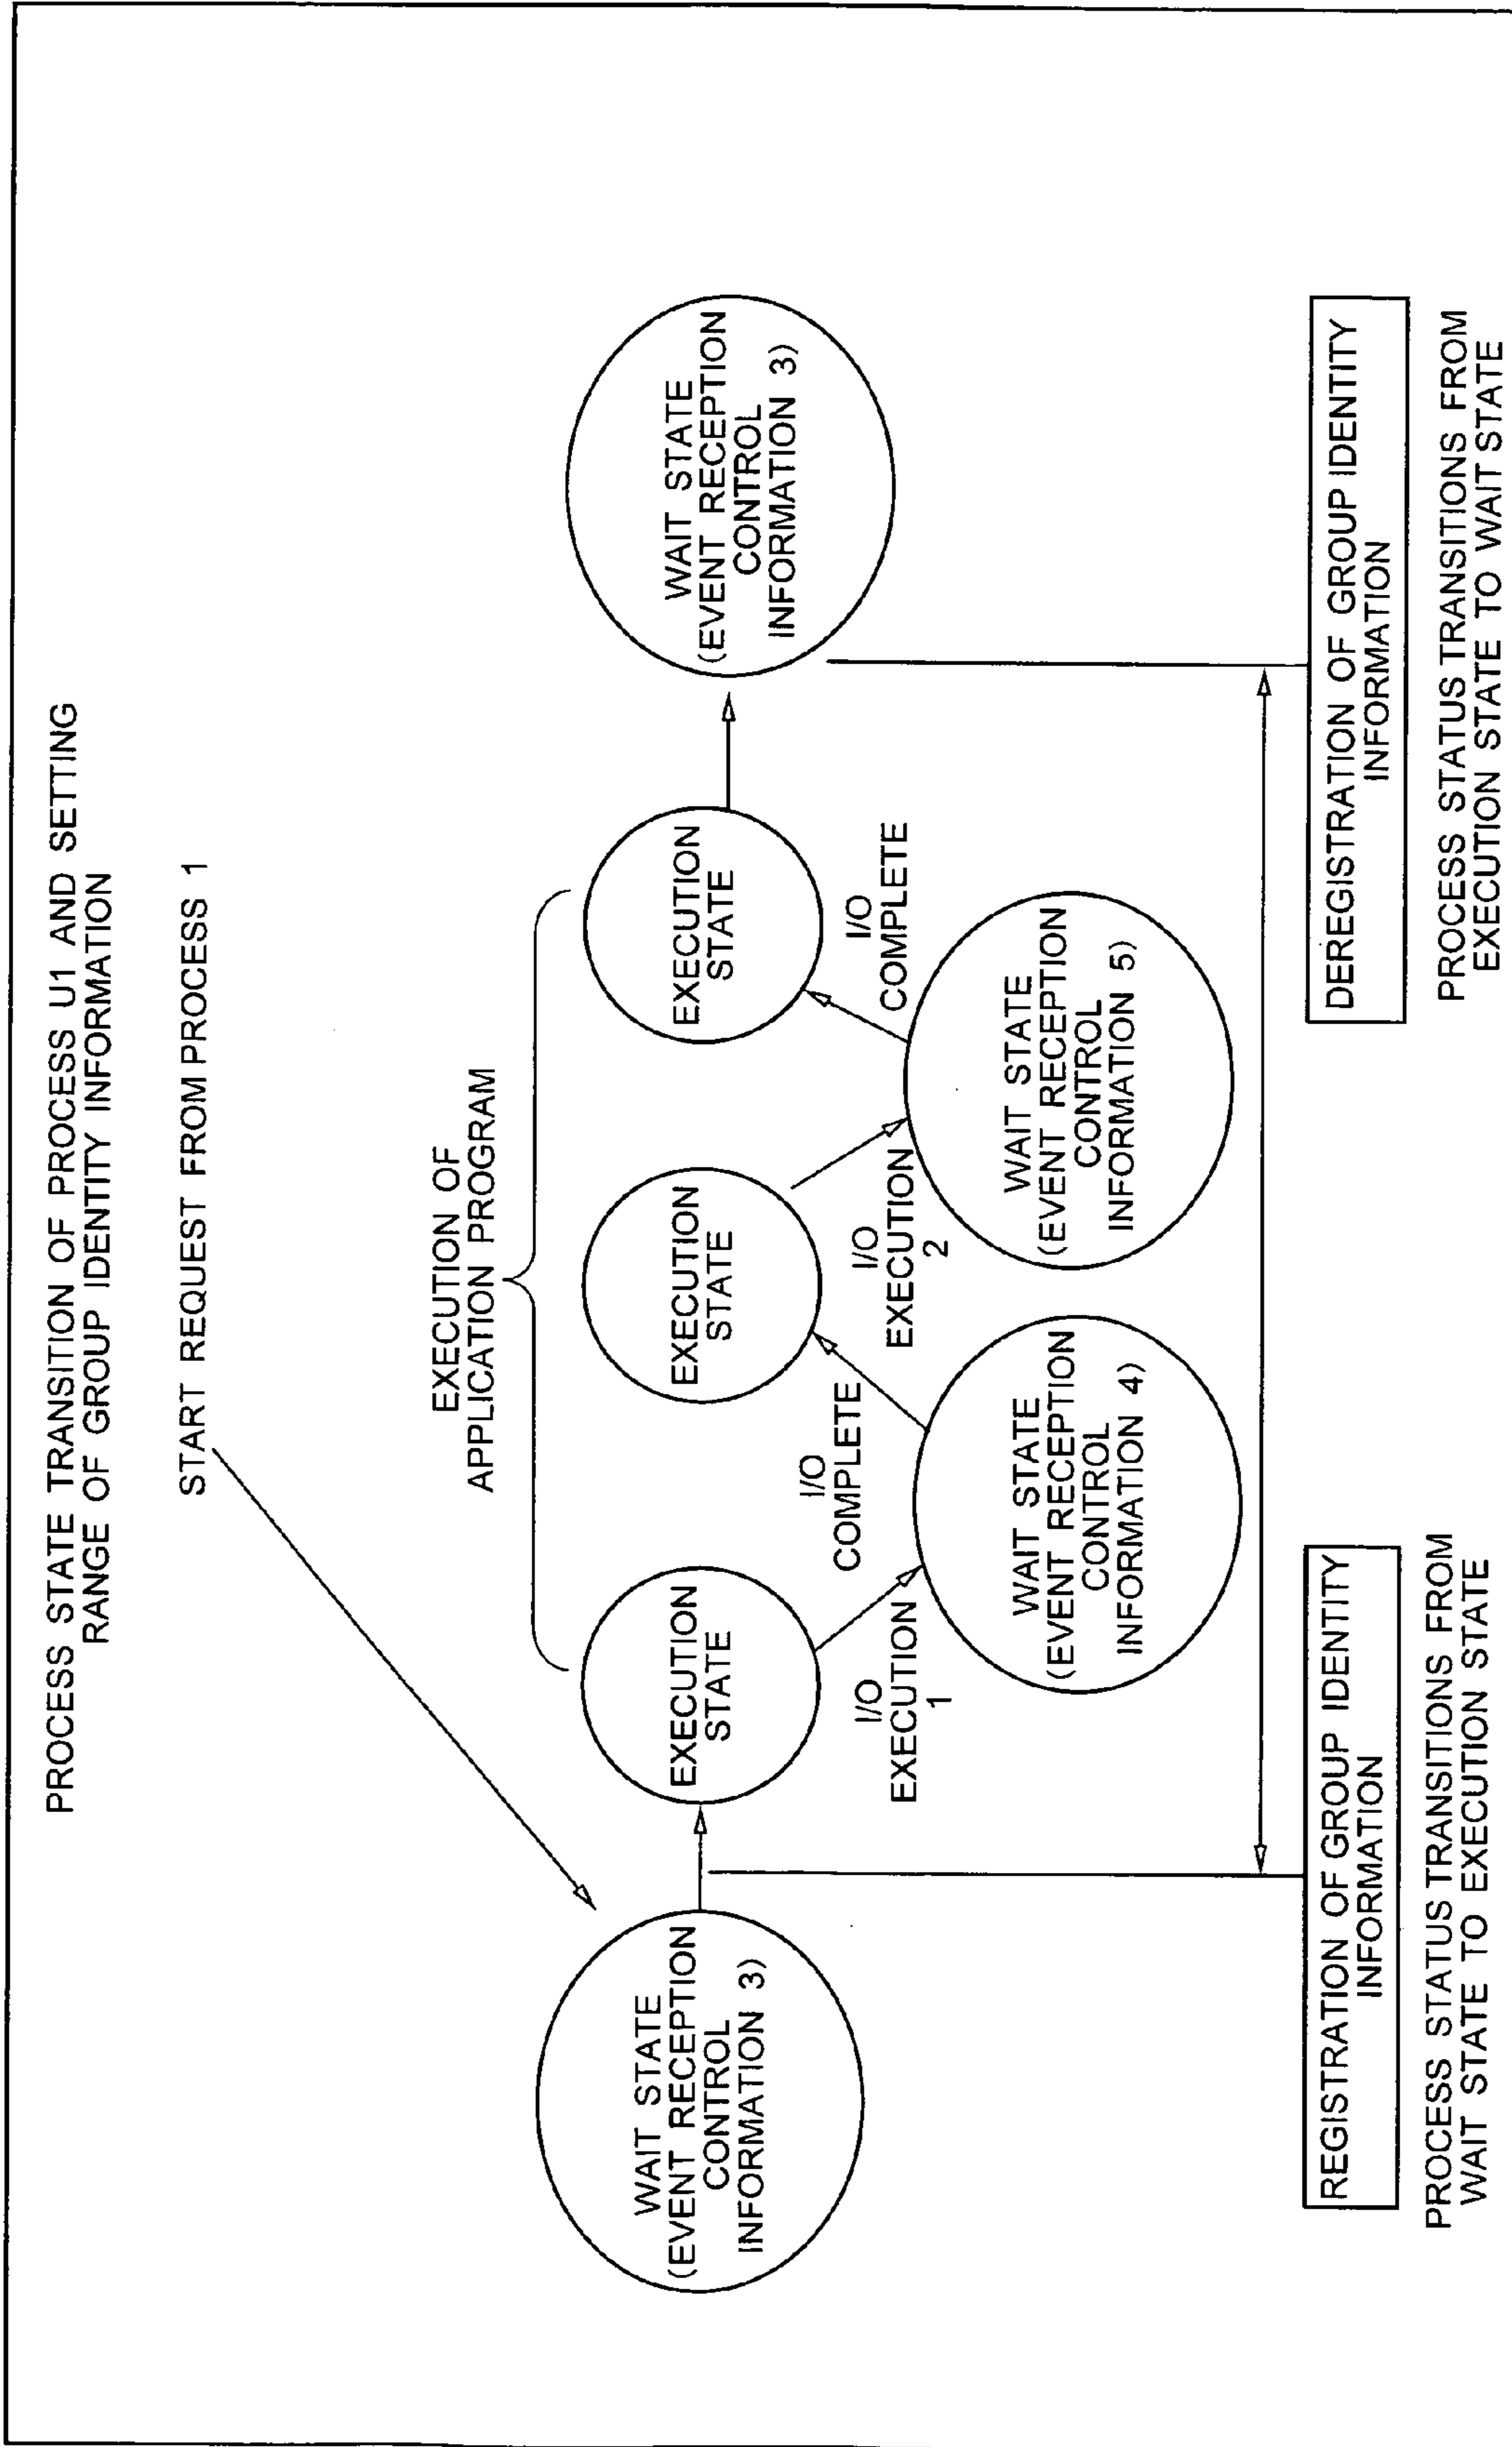 PROCESS STATE TRANSITION OF PROCESS U1 AND SETTING
RANGE OF GROUP IDENTITY INFORMATION
START REQUEST FROM PROCESS 1
EXECUTION OF
APPLICATION PROGRAM
WAIT STATE
(EVENT RECEPTION
CONTROL
INFORMATION 3)
EXECUTION
STATE
I/O
EXECUTION
1
WAIT STATE
(EVENT RECEPTION
CONTROL
INFORMATION 4)
I/O
COMPLETE
EXECUTION
STATE
I/O
EXECUTION
2
WAIT STATE
(EVENT RECEPTION
CONTROL
INFORMATION 5)
I/O
COMPLETE
EXECUTION
STATE
WAIT STATE
(EVENT RECEPTION
CONTROL
INFORMATION 3)
REGISTRATION OF GROUP IDENTITY
INFORMATION
PROCESS STATUS TRANSITIONS FROM
WAIT STATE TO EXECUTION STATE
DEREGISTRATION OF GROUP IDENTITY
INFORMATION
PROCESS STATUS TRANSITIONS FROM
EXECUTION STATE TO WAIT STATE